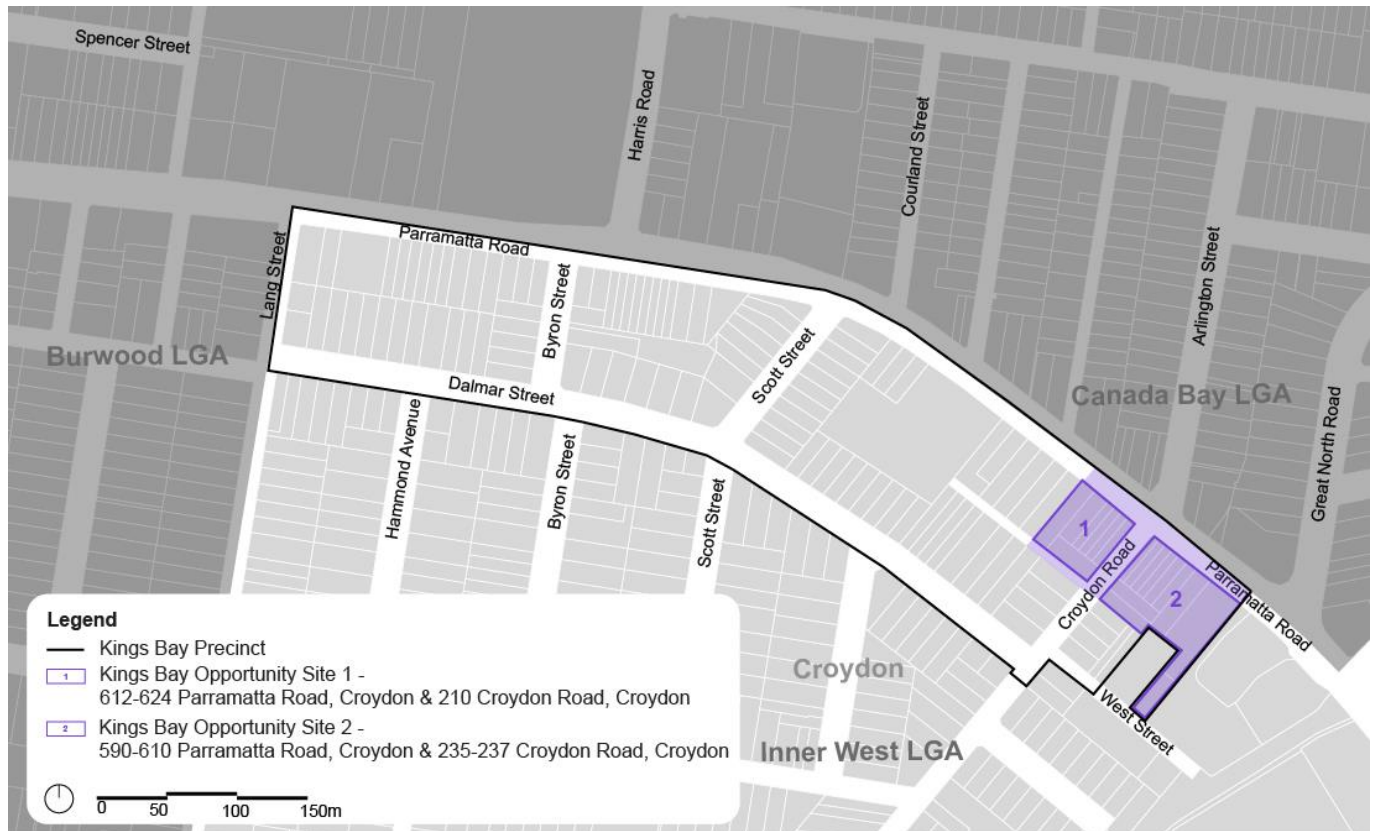 Spencer Street
Harris Road
Courland Street
Arlington Street
Great North Road
Lang Street
Parramatta Road
Byron Street
Scott Street
Burwood LGA
Dalmar Street
Canada Bay LGA
Hammond Avenue
Byron Street
Scott Street
1
Croydon Road
2
Parramatta Road
Croydon
West Street
Inner West LGA
Legend
Kings Bay Precinct
1
Kings Bay Opportunity Site 1 -
612-624 Parramatta Road, Croydon & 210 Croydon Road, Croydon
2
Kings Bay Opportunity Site 2 -
590-610 Parramatta Road, Croydon & 235-237 Croydon Road, Croydon
0 50 100 150m